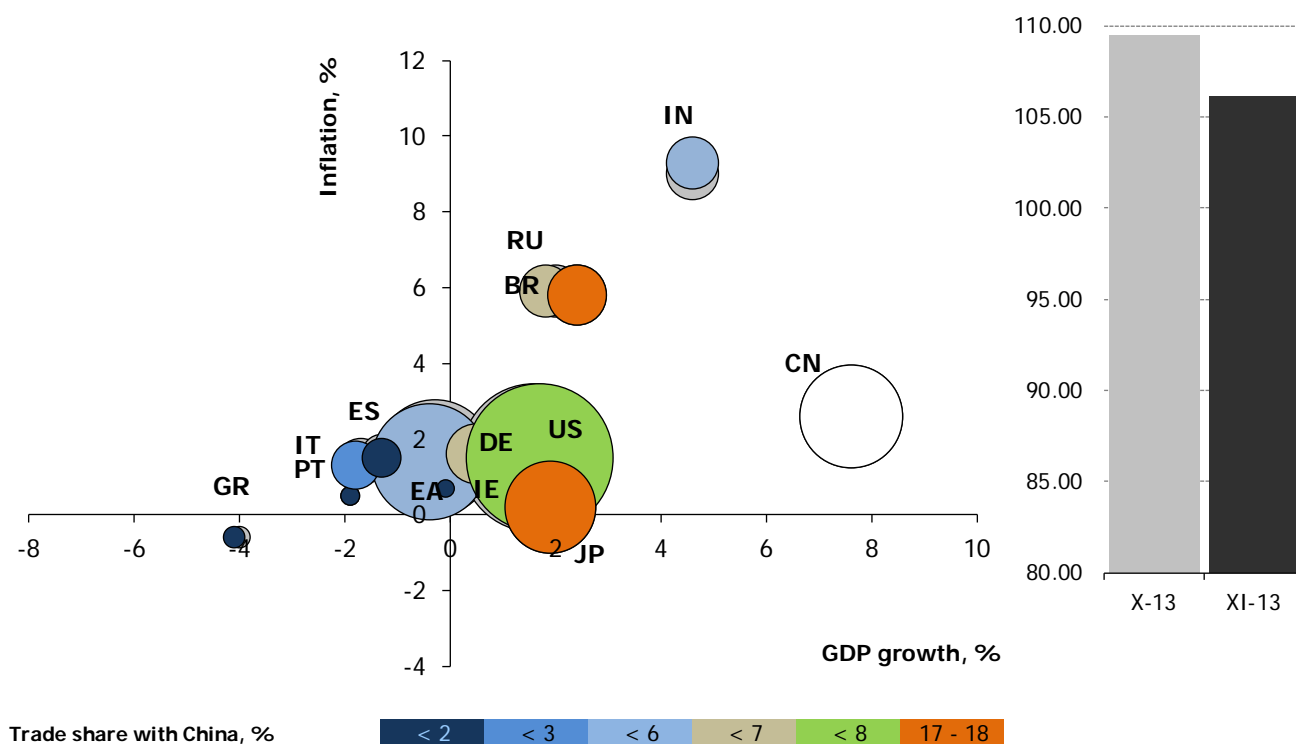 Inflation, %
12
10
8
6
4
2
0
-2
-4
-8
-6
-4
-2
0
2
4
6
8
10
GDP growth, %
IN
RU
BR
CN
ES
IT
PT
GR
EA
DE
IE
US
JP
110.00
105.00
100.00
95.00
90.00
85.00
80.00
X-13
XI-13
Trade share with China, %
< 2
< 3
< 6
< 7
< 8
17 - 18